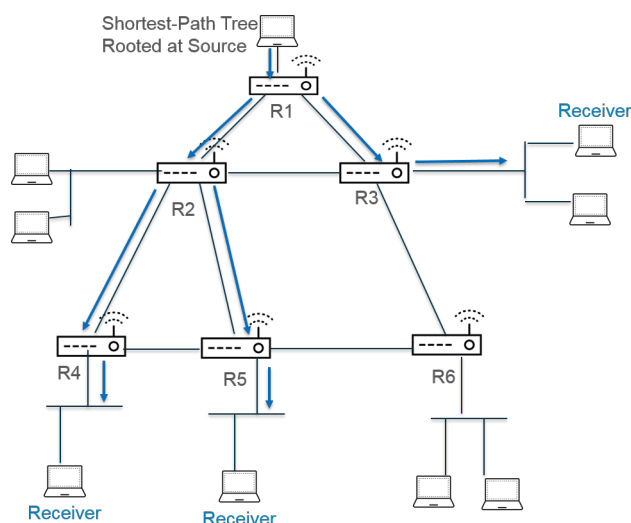 Shortest-Path Tree
Rooted at Source
R1
Receiver
R2
R3
R4
R5
R6
Receiver
Receiver